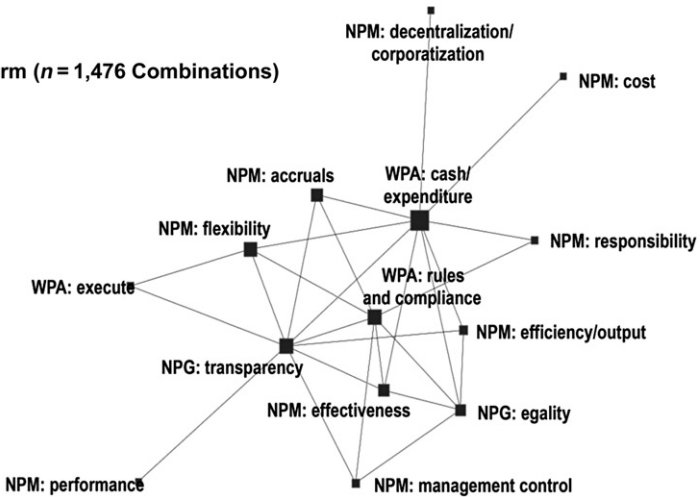 NPM: decentralization/
corporatization
rm (n = 1,476 Combinations)
NPM: cost
NPM: accruals
WPA: cash/
expenditure
NPM: flexibility
NPM: responsibility
WPA: execute
WPA: rules
and compliance
NPM: efficiency/output
NPG: transparency
NPM: effectiveness
NPG: egality
NPM: performance
NPM: management control